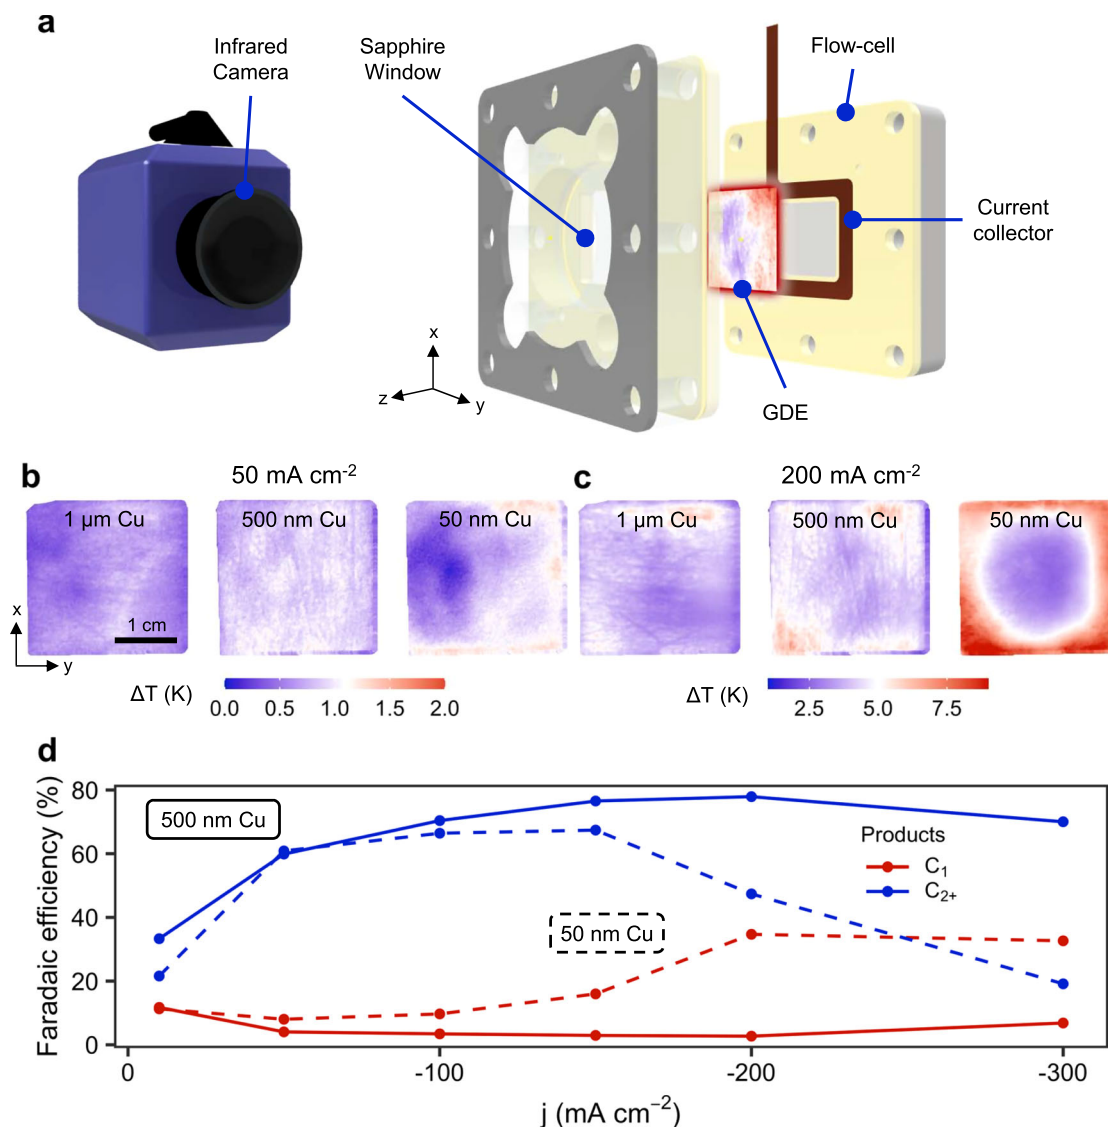 a
Infrared
Camera
Sapphire
Window
Flow-cell
Current
collector
GDE
x
z
y
b
50 mA cm⁻²
c
200 mA cm⁻²
1 µm Cu
500 nm Cu
50 nm Cu
1 µm Cu
500 nm Cu
50 nm Cu
x
y
1 cm
ΔT (K)
0.0 0.5 1.0 1.5 2.0
ΔT (K)
2.5 5.0 7.5
d
Faradaic efficiency (%)
80
60
40
20
0
500 nm Cu
50 nm Cu
Products
C₁
C₂₊
0 -100 -200 -300
j (mA cm⁻²)